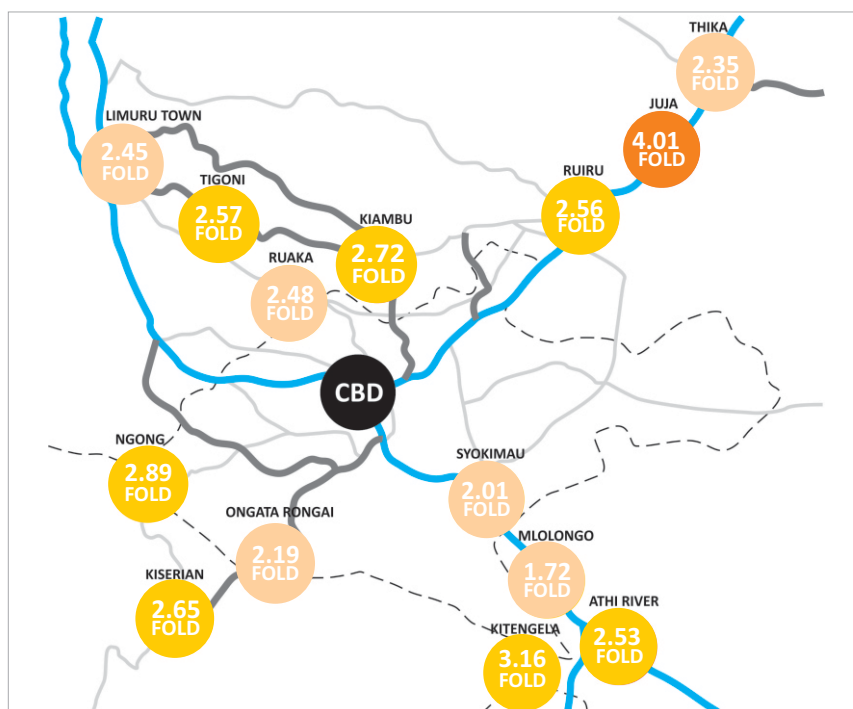 THIKA
2.35
FOLD
JUJA
4.01
FOLD
LIMURU TOWN
2.45
FOLD
TIGONI
2.57
FOLD
RUIRU
2.56
FOLD
KIAMBU
2.72
FOLD
RUAKA
2.48
FOLD
CBD
NGONG
2.89
FOLD
SYOKIMAU
2.01
FOLD
ONGATA RONGAI
2.19
FOLD
MLOLONGO
1.72
FOLD
KISERIAN
2.65
FOLD
ATHI RIVER
2.53
FOLD
KITENGELA
3.16
FOLD